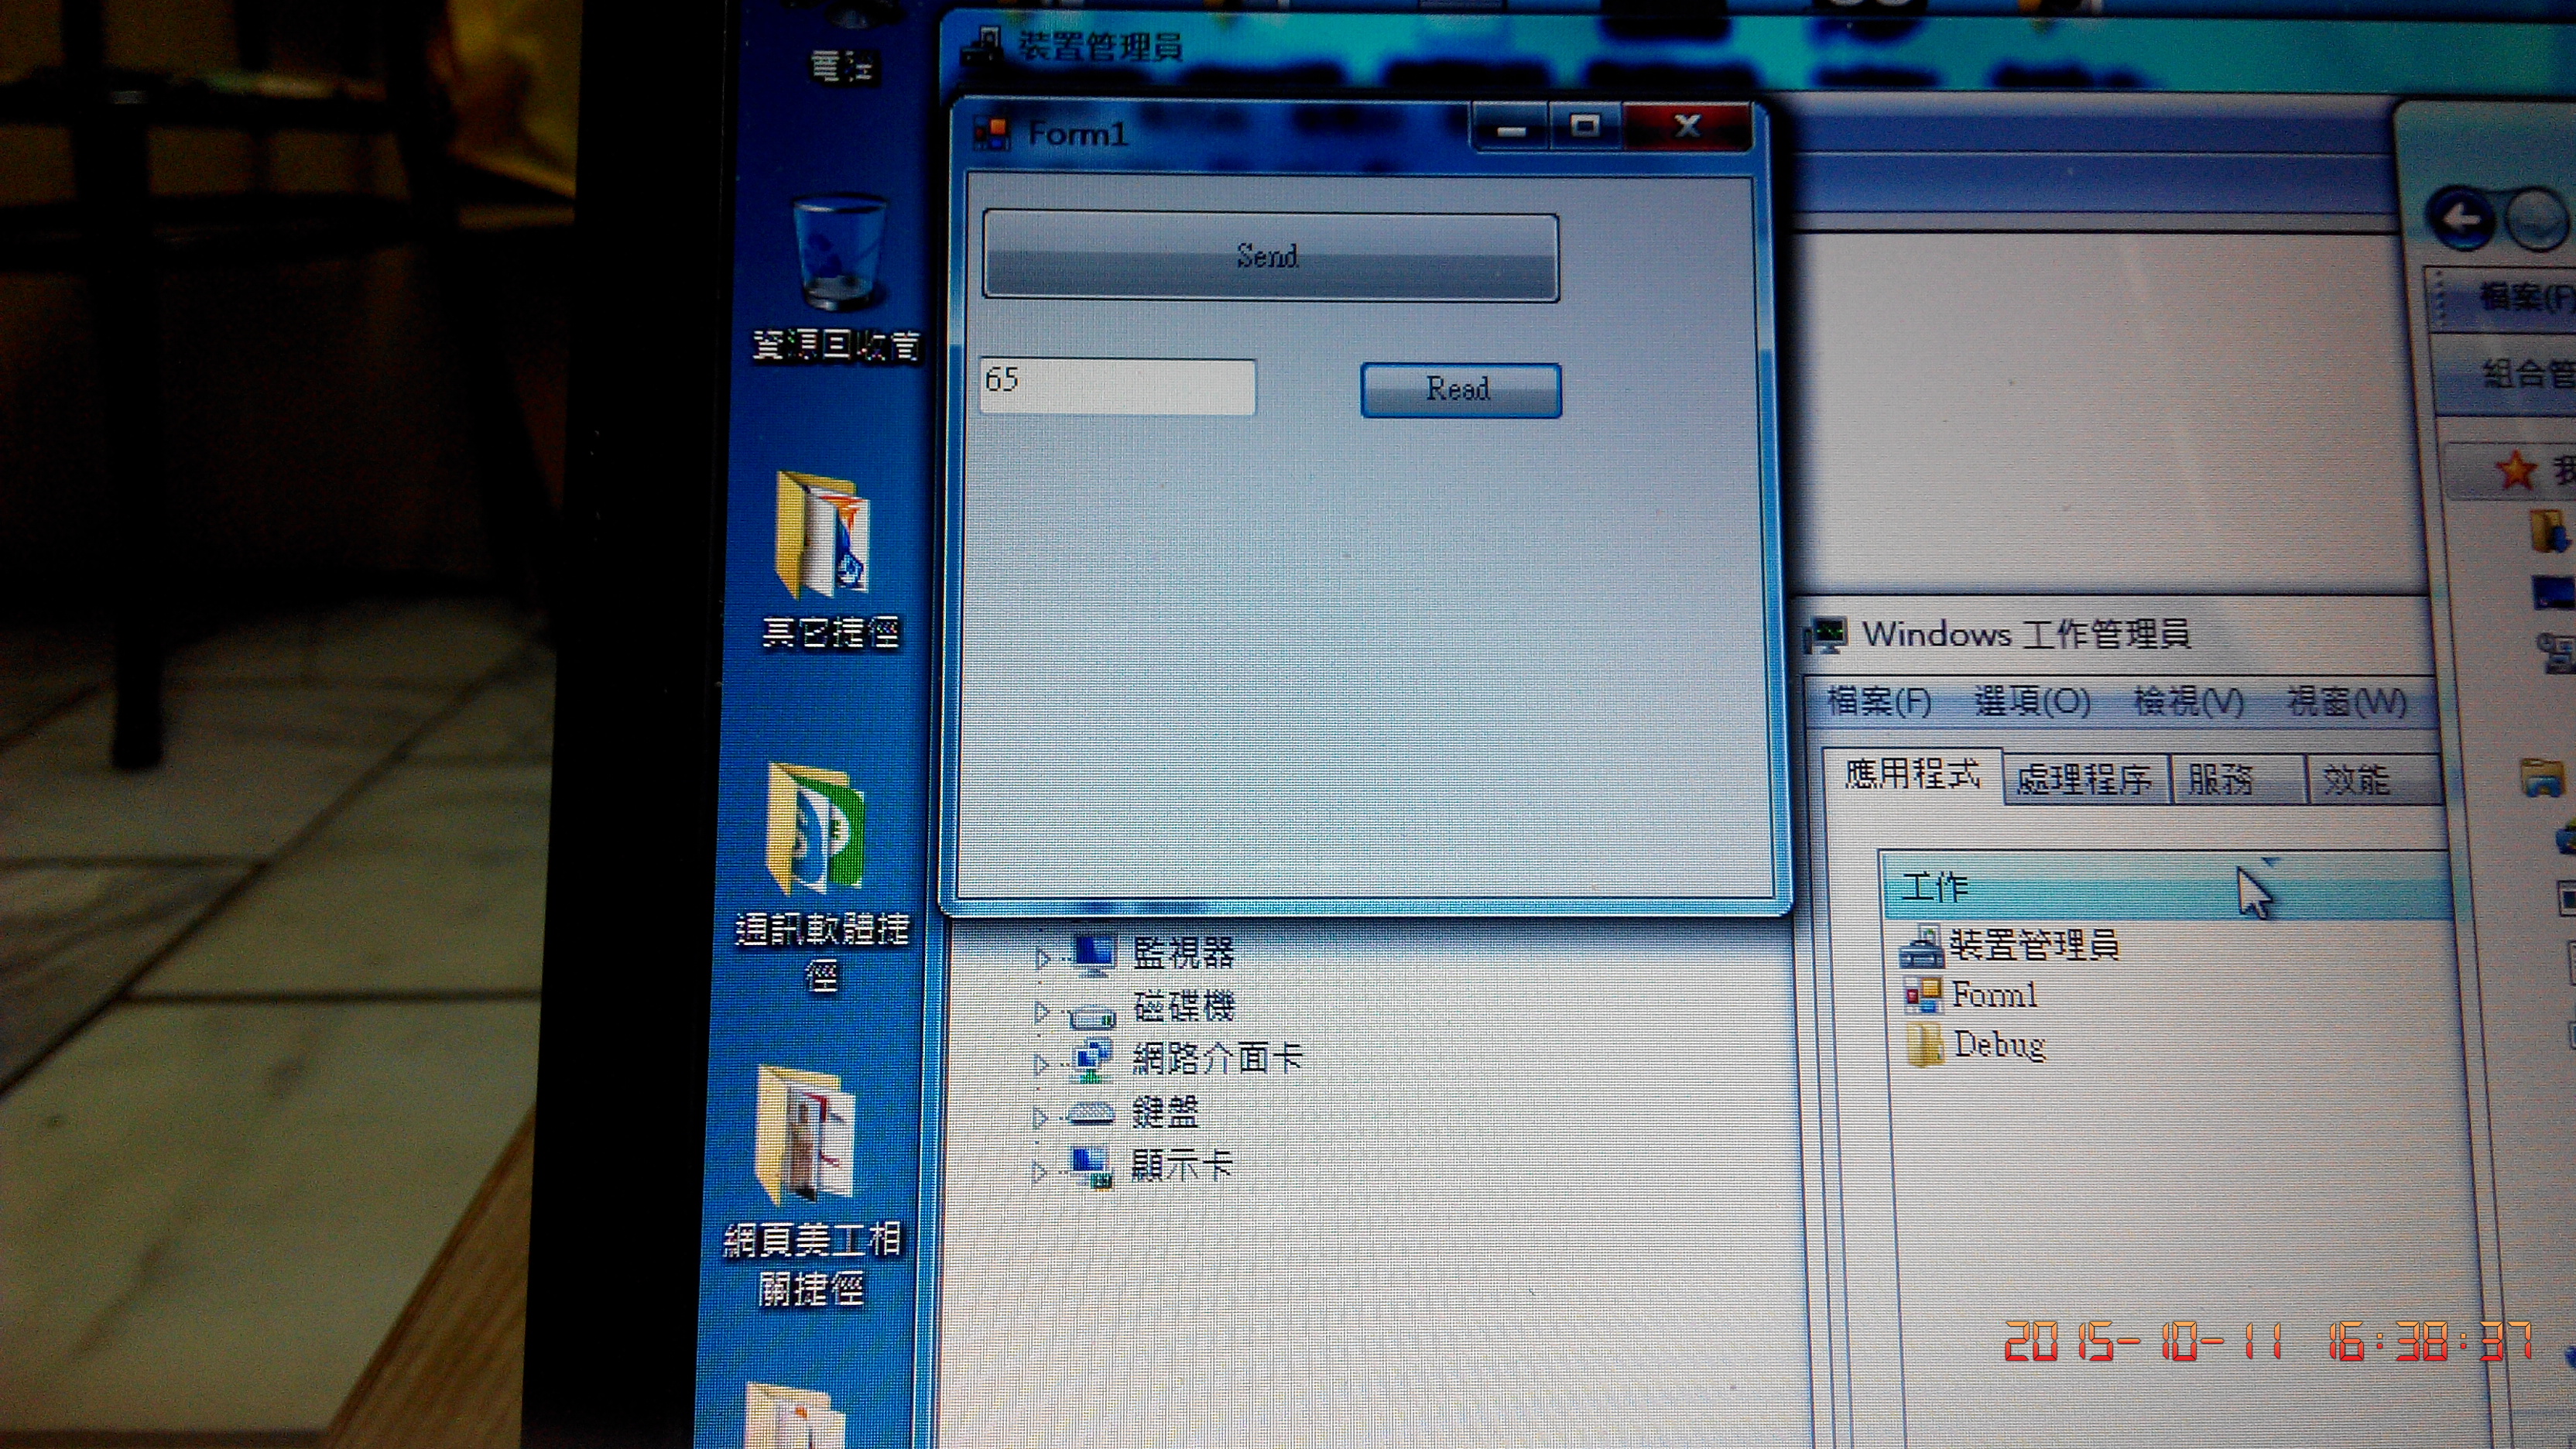 電腦
裝置管理員
Form1
Send
65
Read
資源回收筒
其它捷徑
通訊軟體捷
徑
網頁美工相
關捷徑
監視器
磁碟機
網路介面卡
鍵盤
顯示卡
Windows 工作管理員
檔案(F) 選項(O) 檢視(V) 視窗(W)
應用程式 處理程序 服務 效能
工作
裝置管理員
Form1
Debug
檔案(F
組合管
我
2015-10-11 16:38:37